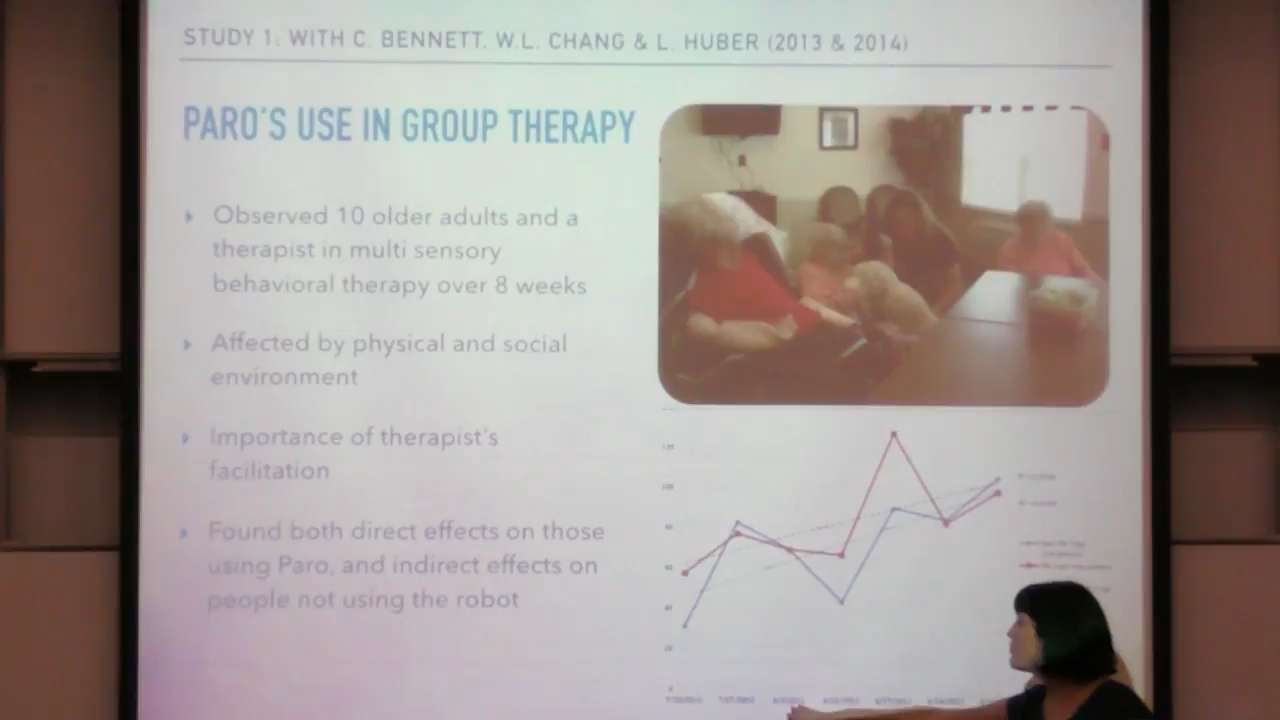 STUDY 1: WITH C. BENNETT, W.L. CHANG & L. HUBER (2013 & 2014)
PARO'S USE IN GROUP THERAPY
Observed 10 older adults and a
therapist in multi sensory
behavioral therapy over 8 weeks
Affected by physical and social
environment
Importance of therapist's
facilitation
Found both direct effects on those
using Paro, and indirect effects on
people not using the robot